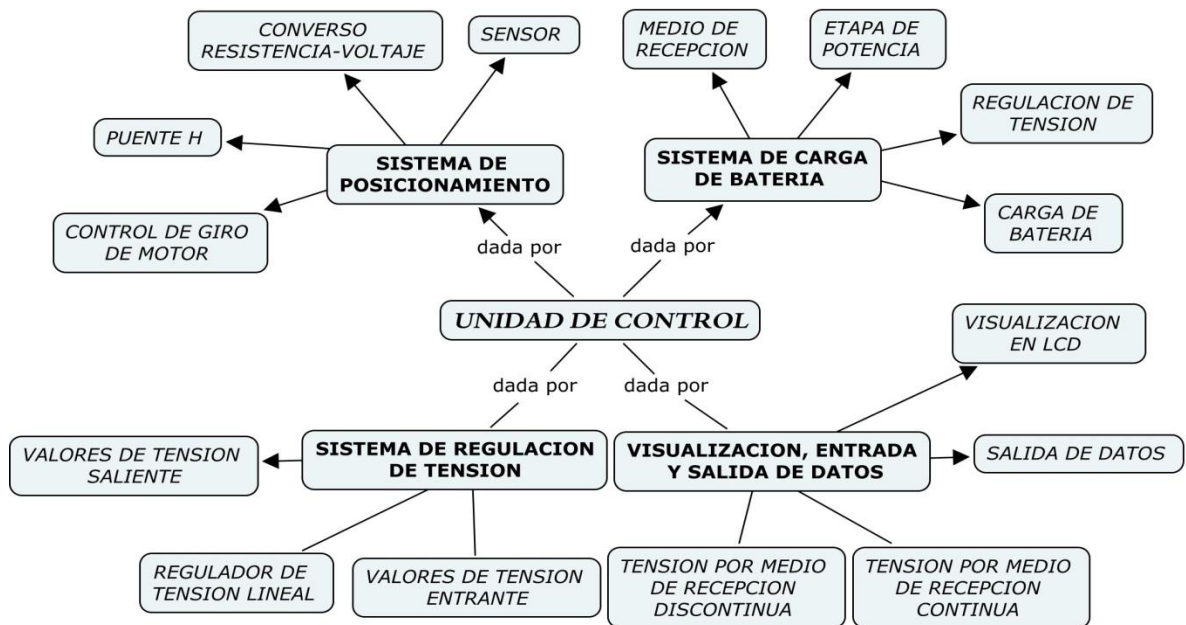 CONVERSO
RESISTENCIA-VOLTAJE
SENSOR
MEDIO DE
RECEPCION
ETAPA DE
POTENCIA
PUENTE H
REGULACION DE
TENSION
SISTEMA DE
POSICIONAMIENTO
SISTEMA DE CARGA
DE BATERIA
CONTROL DE GIRO
DE MOTOR
CARGA DE
BATERIA
dada por
dada por
UNIDAD DE CONTROL
VISUALIZACION
EN LCD
dada por
dada por
VALORES DE TENSION
SALIENTE
SISTEMA DE REGULACION
DE TENSION
VISUALIZACION, ENTRADA
Y SALIDA DE DATOS
SALIDA DE DATOS
REGULADOR DE
TENSION LINEAL
VALORES DE TENSION
ENTRANTE
TENSION POR MEDIO
DE RECEPCION
DISCONTINUA
TENSION POR MEDIO
DE RECEPCION
CONTINUA